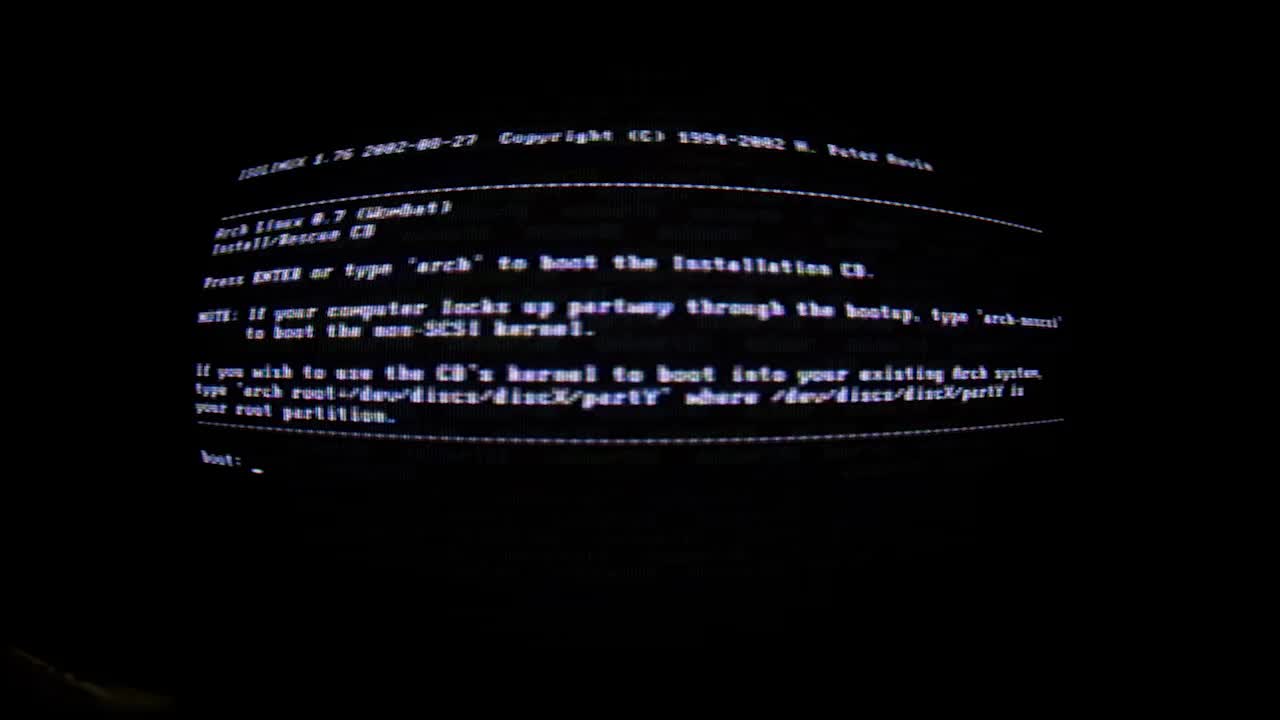 ISOLINUX 1.76 2002-08-27  Copyright (C) 1994-2002 H. Peter Anvin
Arch Linux 0.7 (Wombat)
Install/Rescue CD
Press ENTER or type 'arch' to boot the Installation CD.
NOTE: If your computer locks up partway through the bootup, type 'arch-noscsi'
to boot the non-SCSI kernel.
If you wish to use the CD's kernel to boot into your existing Arch system,
type "arch root=/dev/discs/discX/partY" where /dev/discs/discX/partY is
your root partition.
boot: _